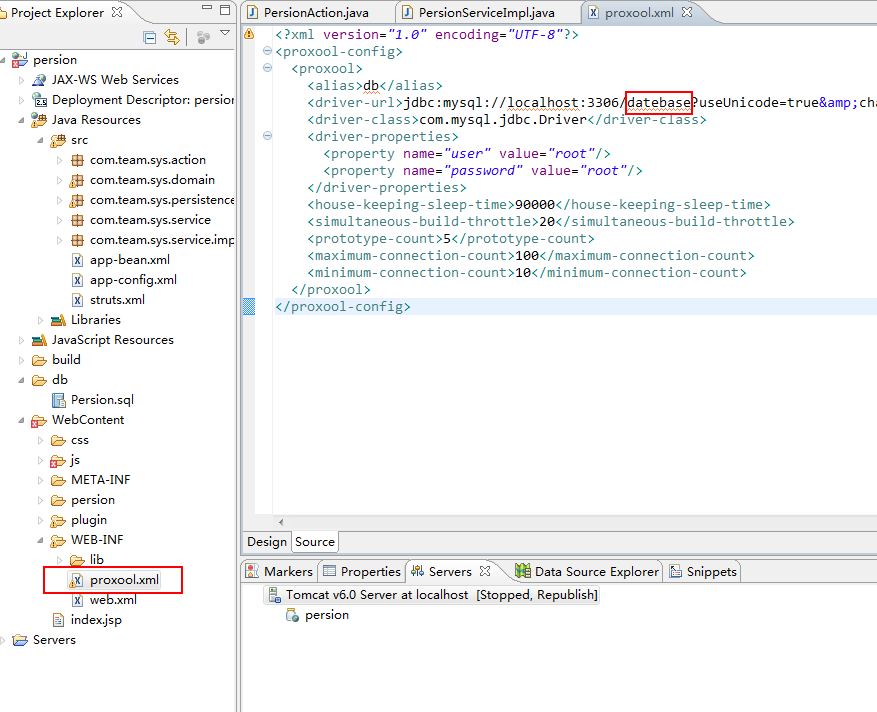 Project Explorer
persion
JAX-WS Web Services
Deployment Descriptor: persion
Java Resources
src
com.team.sys.action
com.team.sys.domain
com.team.sys.persistence
com.team.sys.service
com.team.sys.service.imp
app-bean.xml
app-config.xml
struts.xml
Libraries
JavaScript Resources
build
db
Persion.sql
WebContent
css
js
META-INF
persion
plugin
WEB-INF
lib
proxool.xml
web.xml
index.jsp
Servers
PersionAction.java PersionServiceImpl.java proxool.xml
<?xml version="1.0" encoding="UTF-8"?>
<proxool-config>
<proxool>
<alias>db</alias>
<driver-url>jdbc:mysql://localhost:3306/datebase?useUnicode=true&amp;cha
<driver-class>com.mysql.jdbc.Driver</driver-class>
<driver-properties>
<property name="user" value="root"/>
<property name="password" value="root"/>
</driver-properties>
<house-keeping-sleep-time>90000</house-keeping-sleep-time>
<simultaneous-build-throttle>20</simultaneous-build-throttle>
<prototype-count>5</prototype-count>
<maximum-connection-count>100</maximum-connection-count>
<minimum-connection-count>10</minimum-connection-count>
</proxool>
</proxool-config>
Design Source
Markers Properties Servers Data Source Explorer Snippets
Tomcat v6.0 Server at localhost [Stopped, Republish]
persion